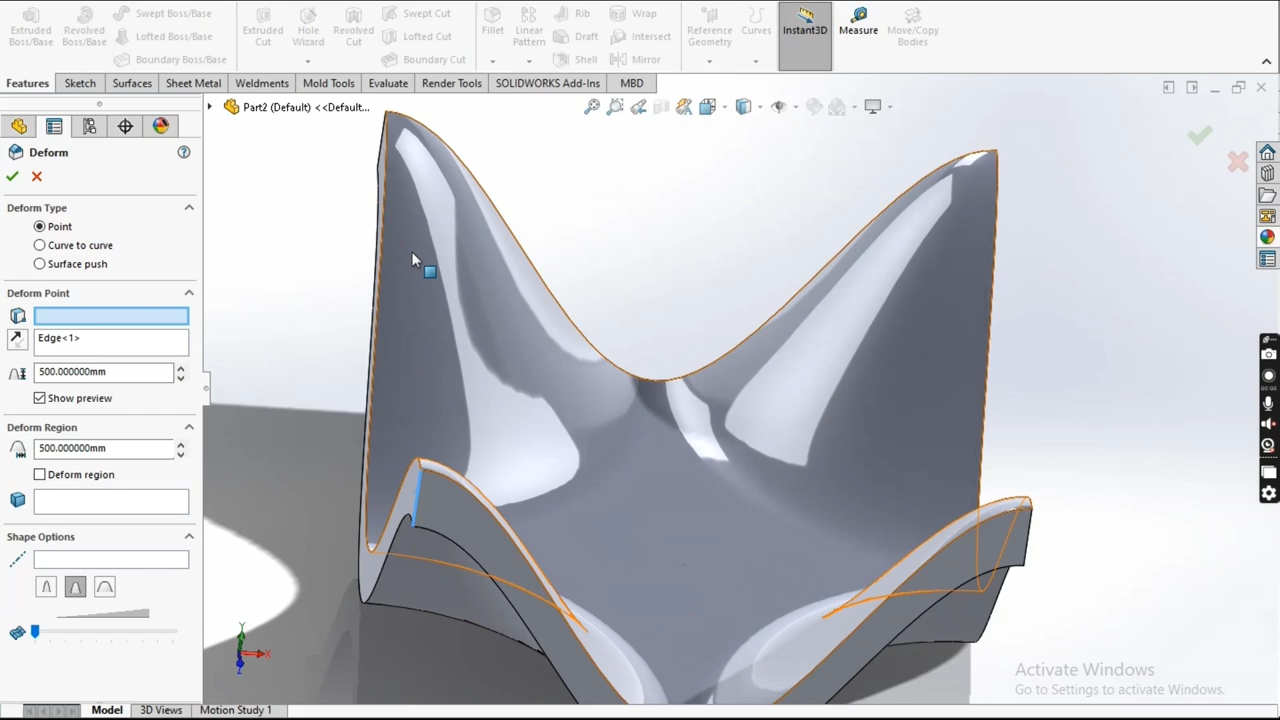 Extruded Boss/Base
Revolved Boss/Base
Swept Boss/Base
Lofted Boss/Base
Boundary Boss/Base
Extruded Cut
Hole Wizard
Revolved Cut
Swept Cut
Lofted Cut
Boundary Cut
Fillet
Linear Pattern
Rib
Draft
Shell
Wrap
Intersect
Mirror
Reference Geometry
Curves
Instant3D
Measure
Move/Copy Bodies
Features
Sketch
Surfaces
Sheet Metal
Weldments
Mold Tools
Evaluate
Render Tools
SOLIDWORKS Add-Ins
MBD
Part2 (Default) <<Default...
Deform
Deform Type
Point
Curve to curve
Surface push
Deform Point
Edge<1>
500.000000mm
Show preview
Deform Region
500.000000mm
Deform region
Shape Options
Y
X
Z
Activate Windows
Go to Settings to activate Windows.
Model
3D Views
Motion Study 1